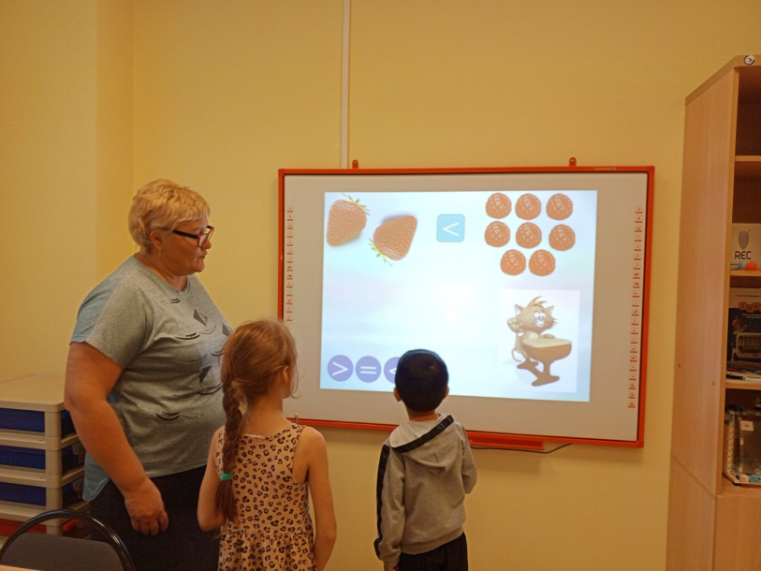 <
> = <
REC